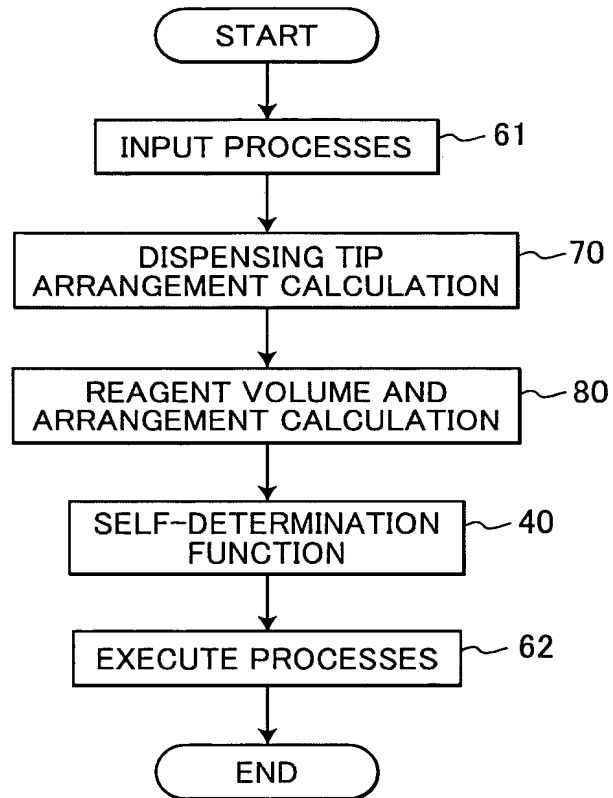 START
INPUT PROCESSES
61
DISPENSING TIP
ARRANGEMENT CALCULATION
70
REAGENT VOLUME AND
ARRANGEMENT CALCULATION
80
SELF-DETERMINATION
FUNCTION
40
EXECUTE PROCESSES
62
END